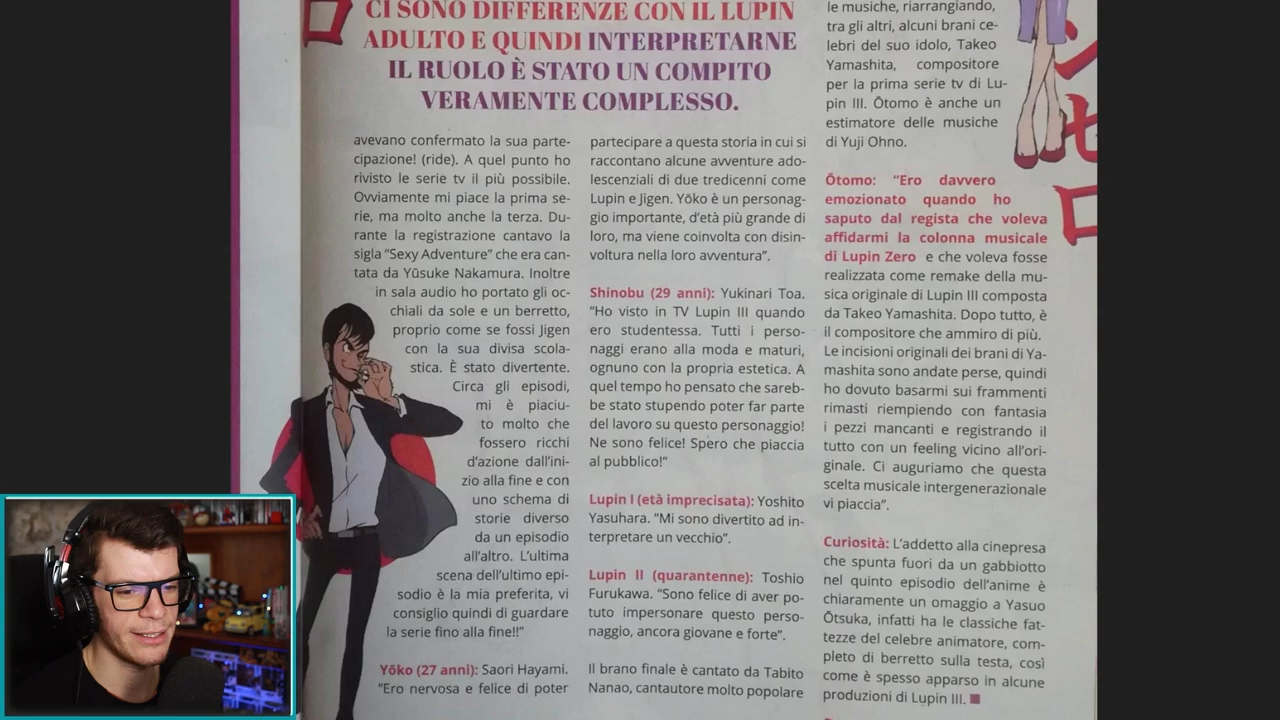 CI SONO DIFFERENZE CON IL LUPIN
ADULTO E QUINDI INTERPRETARNE
IL RUOLO È STATO UN COMPITO
VERAMENTE COMPLESSO.
avevano confermato la sua parte-
cipazione! (ride). A quel punto ho
rivisto le serie tv il più possibile.
Ovviamente mi piace la prima se-
rie, ma molto anche la terza. Du-
rante la registrazione cantavo la
sigla “Sexy Adventure” che era can-
tata da Yūsuke Nakamura. Inoltre
in sala audio ho portato gli oc-
chiali da sole e un berretto,
proprio come se fossi Jigen
con la sua divisa scola-
stica. È stato divertente.
Circa gli episodi,
mi è piaciu-
to molto che
fossero ricchi
d’azione dall’ini-
zio alla fine e con
uno schema di
storie diverso
da un episodio
all’altro. L’ultima
scena dell’ultimo epi-
sodio è la mia preferita, vi
consiglio quindi di guardare
la serie fino alla fine!!”
Yōko (27 anni): Saori Hayami.
“Ero nervosa e felice di poter
partecipare a questa storia in cui si
raccontano alcune avventure ado-
lescenziali di due tredicenni come
Lupin e Jigen. Yōko è un personag-
gio importante, d’età più grande di
loro, ma viene coinvolta con disin-
voltura nella loro avventura”.
Shinobu (29 anni): Yukinari Toa.
“Ho visto in TV Lupin III quando
ero studentessa. Tutti i perso-
naggi erano alla moda e maturi,
ognuno con la propria estetica. A
quel tempo ho pensato che sareb-
be stato stupendo poter far parte
del lavoro su questo personaggio!
Ne sono felice! Spero che piaccia
al pubblico!”
Lupin I (età imprecisata): Yoshito
Yasuhara. “Mi sono divertito ad in-
terpretare un vecchio”.
Lupin II (quarantenne): Toshio
Furukawa. “Sono felice di aver po-
tuto impersonare questo perso-
naggio, ancora giovane e forte”.
Il brano finale è cantato da Tabito
Nanao, cantautore molto popolare
le musiche, riarrangiando,
tra gli altri, alcuni brani ce-
lebri del suo idolo, Takeo
Yamashita, compositore
per la prima serie tv di Lu-
pin III. Ōtomo è anche un
estimatore delle musiche
di Yuji Ohno.
Ōtomo: “Ero davvero
emozionato quando ho
saputo dal regista che voleva
affidarmi la colonna musicale
di Lupin Zero e che voleva fosse
realizzata come remake della mu-
sica originale di Lupin III composta
da Takeo Yamashita. Dopo tutto, è
il compositore che ammiro di più.
Le incisioni originali dei brani di Ya-
mashita sono andate perse, quindi
ho dovuto basarmi sui frammenti
rimasti riempiendo con fantasia
i pezzi mancanti e registrando il
tutto con un feeling vicino all’ori-
ginale. Ci auguriamo che questa
scelta musicale intergenerazionale
vi piaccia”.
Curiosità: L’addetto alla cinepresa
che spunta fuori da un gabbiotto
nel quinto episodio dell’anime è
chiaramente un omaggio a Yasuo
Ōtsuka, infatti ha le classiche fat-
tezze del celebre animatore, com-
pleto di berretto sulla testa, così
come è spesso apparso in alcune
produzioni di Lupin III.
ロ
ン
ゼ
ロ